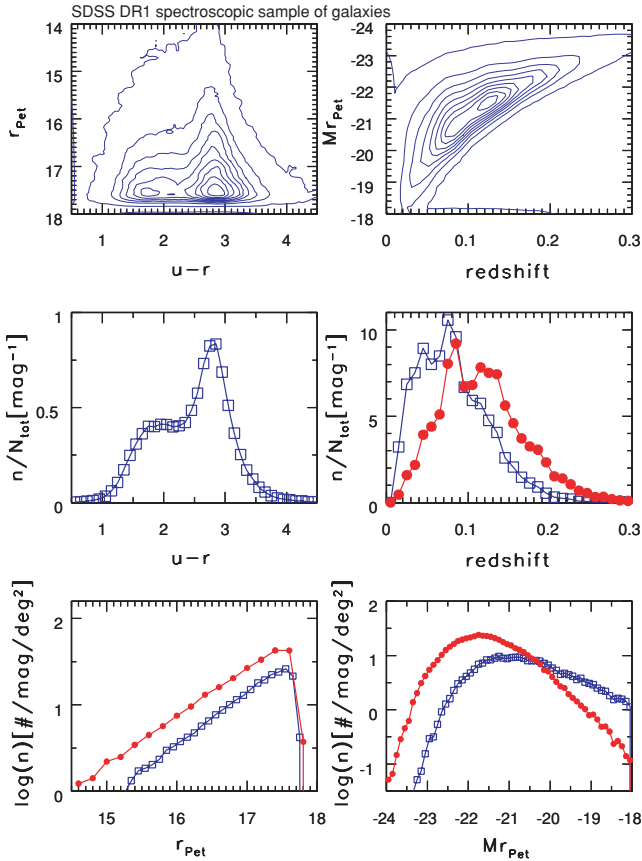 SDSS DR1 spectroscopic sample of galaxies
14
15
16
17
18
r_Pet
1 2 3 4
u-r
-24
-23
-22
-21
-20
-19
-18
Mr_Pet
0 0.1 0.2 0.3
redshift
1
0.5
0
n/N_tot[mag^-1]
1 2 3 4
u-r
10
5
0
n/N_tot[mag^-1]
0 0.1 0.2 0.3
redshift
2
1
0
log(n)[#/mag/deg^2]
15 16 17 18
r_Pet
2
1
0
-1
log(n)[#/mag/deg^2]
-24 -23 -22 -21 -20 -19 -18
Mr_Pet